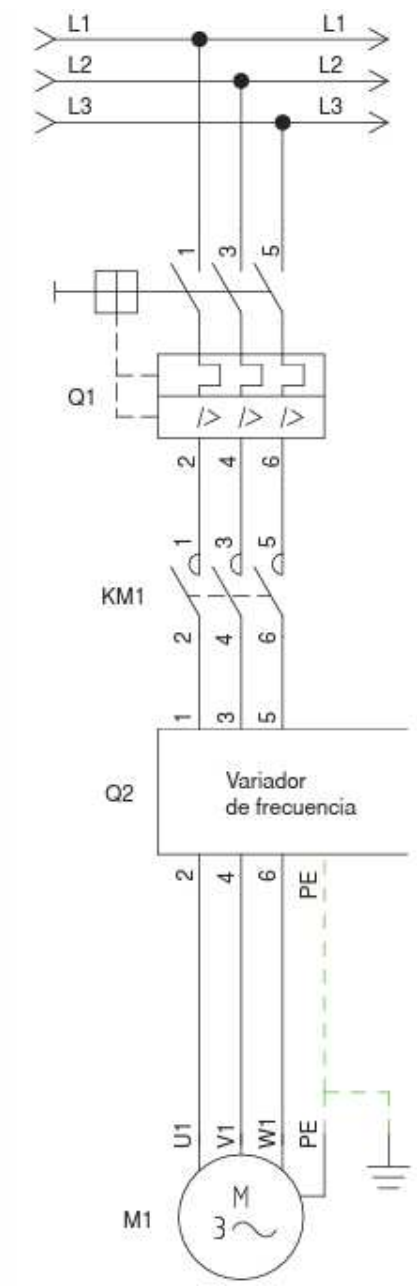 L1 L1
L2 L2
L3 L3
1 3 5
Q1
I> I> I>
2 4 6
1 3 5
KM1
2 4 6
1 3 5
Q2
Variador
de frecuencia
2 4 6 PE
U1 V1 W1 PE
M1
M
3~